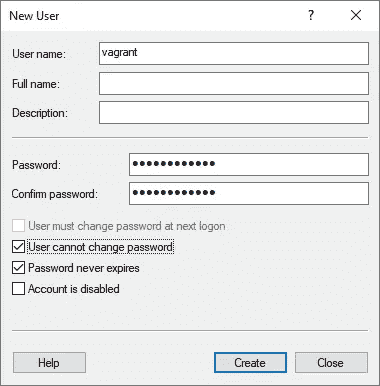 New User
?
User name:
vagrant
Full name:
Description:
Password:
●●●●●●●●●●●●
Confirm password:
●●●●●●●●●●●●
User must change password at next logon
User cannot change password
Password never expires
Account is disabled
Help
Create
Close